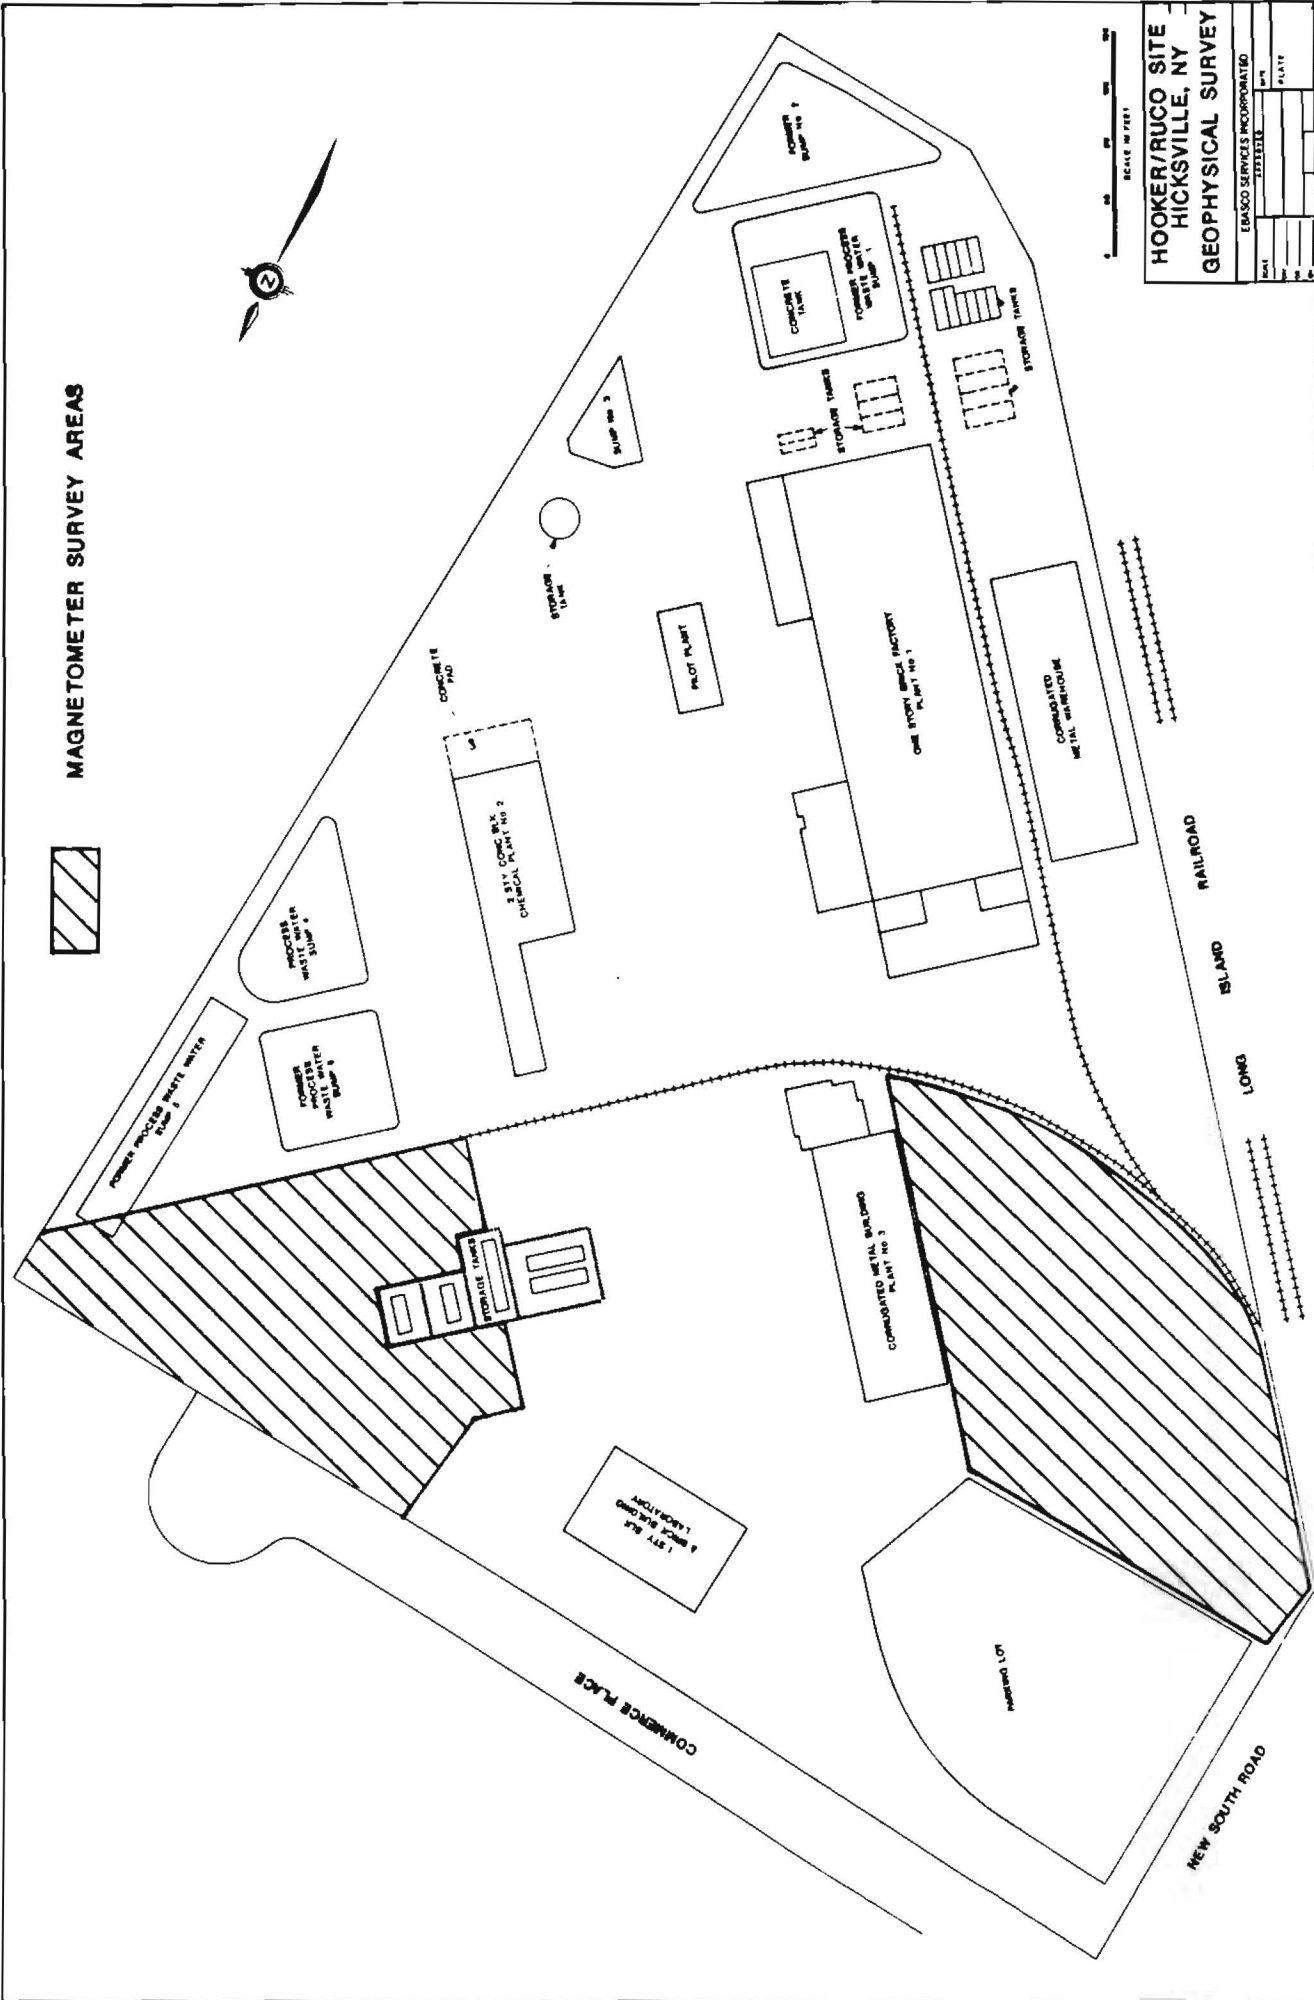 MAGNETOMETER SURVEY AREAS
N
FORMER
SUMP NO 2
CONCRETE
TANK
FORMER PROCESS
WASTE WATER
SUMP 1
STORAGE TANKS
STORAGE TANKS
SUMP NO 3
STORAGE
TANK
PILOT PLANT
CONCRETE
PAD
2 STY CONC BLK
CHEMICAL PLANT NO 2
ONE STORY BRICK FACTORY
PLANT NO 1
CORRUGATED
METAL WAREHOUSE
PROCESS
WASTE WATER
SUMP 4
FORMER
PROCESS
WASTE WATER
SUMP
FORMER PROCESS WASTE WATER
SUMP 5
STORAGE TANKS
CORRUGATED METAL BUILDING
PLANT NO 3
1 STY BLK
& BRICK BUILDING
LABORATORY
PARKING LOT
COMMERCE PLACE
NEW SOUTH ROAD
LONG ISLAND RAILROAD
SCALE IN FEET
HOOKER/RUCO SITE
HICKSVILLE, NY
GEOPHYSICAL SURVEY
EBASCO SERVICES INCORPORATED
SCALE
APPROVED
DATE
PLATE